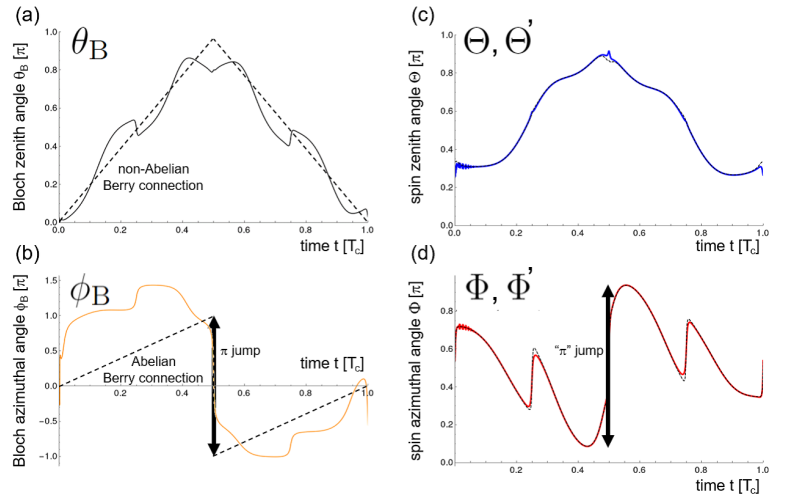 (a)
θB
Bloch zenith angle θB [π]
1.0
0.8
0.6
0.4
0.2
0.0
non-Abelian
Berry connection
0.0 0.2 0.4 0.6 0.8 1.0
time t [Tc]
(c)
Θ, Θ'
spin zenith angle Θ [π]
1.0
0.8
0.6
0.4
0.2
0.0
0.0 0.2 0.4 0.6 0.8 1.0
time t [Tc]
(b)
ϕB
Bloch azimuthal angle ϕB [π]
1.5
1.0
0.5
0.0
-0.5
-1.0
π jump
Abelian
Berry connection
time t [Tc]
0.2 0.4 0.6 0.8 1.0
(d)
Φ, Φ'
spin azimuthal angle Φ [π]
0.8
0.6
0.4
0.2
0.0
“π” jump
0.2 0.4 0.6 0.8 1.0
time t [Tc]